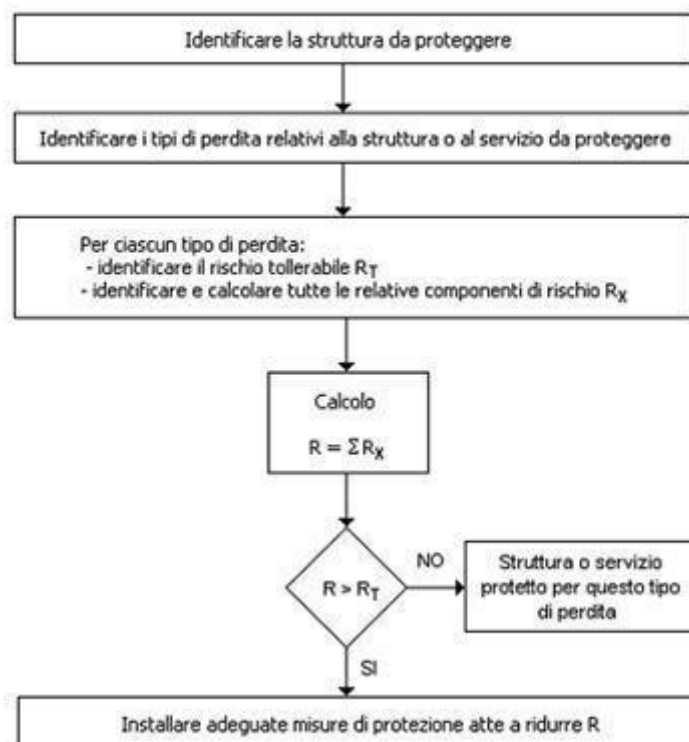 Identificare la struttura da proteggere
Identificare i tipi di perdita relativi alla struttura o al servizio da proteggere
Per ciascun tipo di perdita:
- identificare il rischio tollerabile RT
- identificare e calcolare tutte le relative componenti di rischio RX
Calcolo
R = ΣRX
R > RT
NO
Struttura o servizio
protetto per questo tipo
di perdita
SI
Installare adeguate misure di protezione atte a ridurre R